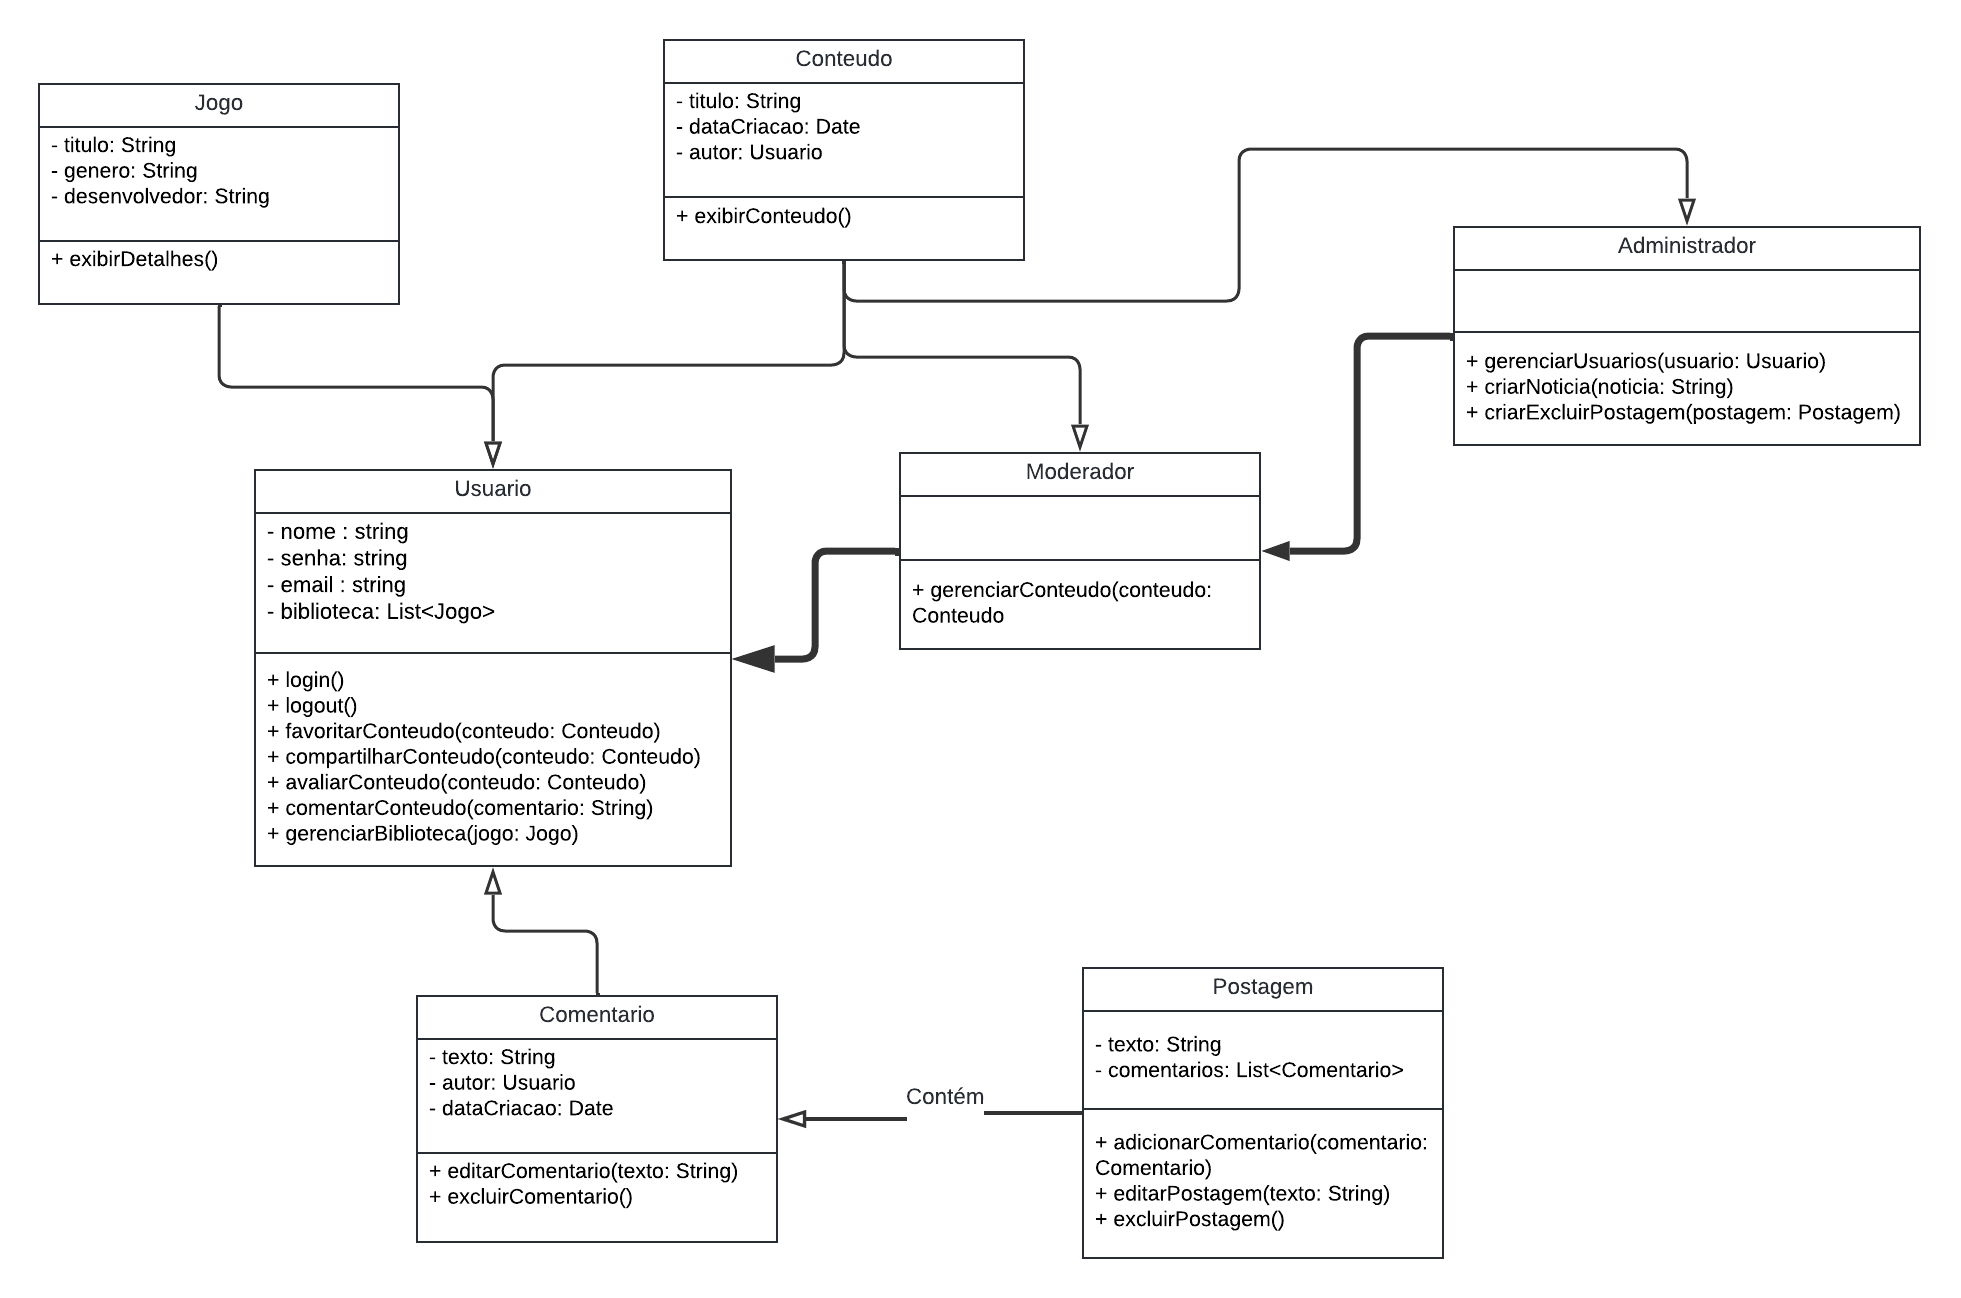 Jogo
- titulo: String
- genero: String
- desenvolvedor: String
+ exibirDetalhes()
Conteudo
- titulo: String
- dataCriacao: Date
- autor: Usuario
+ exibirConteudo()
Administrador
+ gerenciarUsuarios(usuario: Usuario)
+ criarNoticia(noticia: String)
+ criarExcluirPostagem(postagem: Postagem)
Usuario
- nome : string
- senha: string
- email : string
- biblioteca: List<Jogo>
+ login()
+ logout()
+ favoritarConteudo(conteudo: Conteudo)
+ compartilharConteudo(conteudo: Conteudo)
+ avaliarConteudo(conteudo: Conteudo)
+ comentarConteudo(comentario: String)
+ gerenciarBiblioteca(jogo: Jogo)
Moderador
+ gerenciarConteudo(conteudo:
Conteudo
Comentario
- texto: String
- autor: Usuario
- dataCriacao: Date
+ editarComentario(texto: String)
+ excluirComentario()
Contém
Postagem
- texto: String
- comentarios: List<Comentario>
+ adicionarComentario(comentario:
Comentario)
+ editarPostagem(texto: String)
+ excluirPostagem()